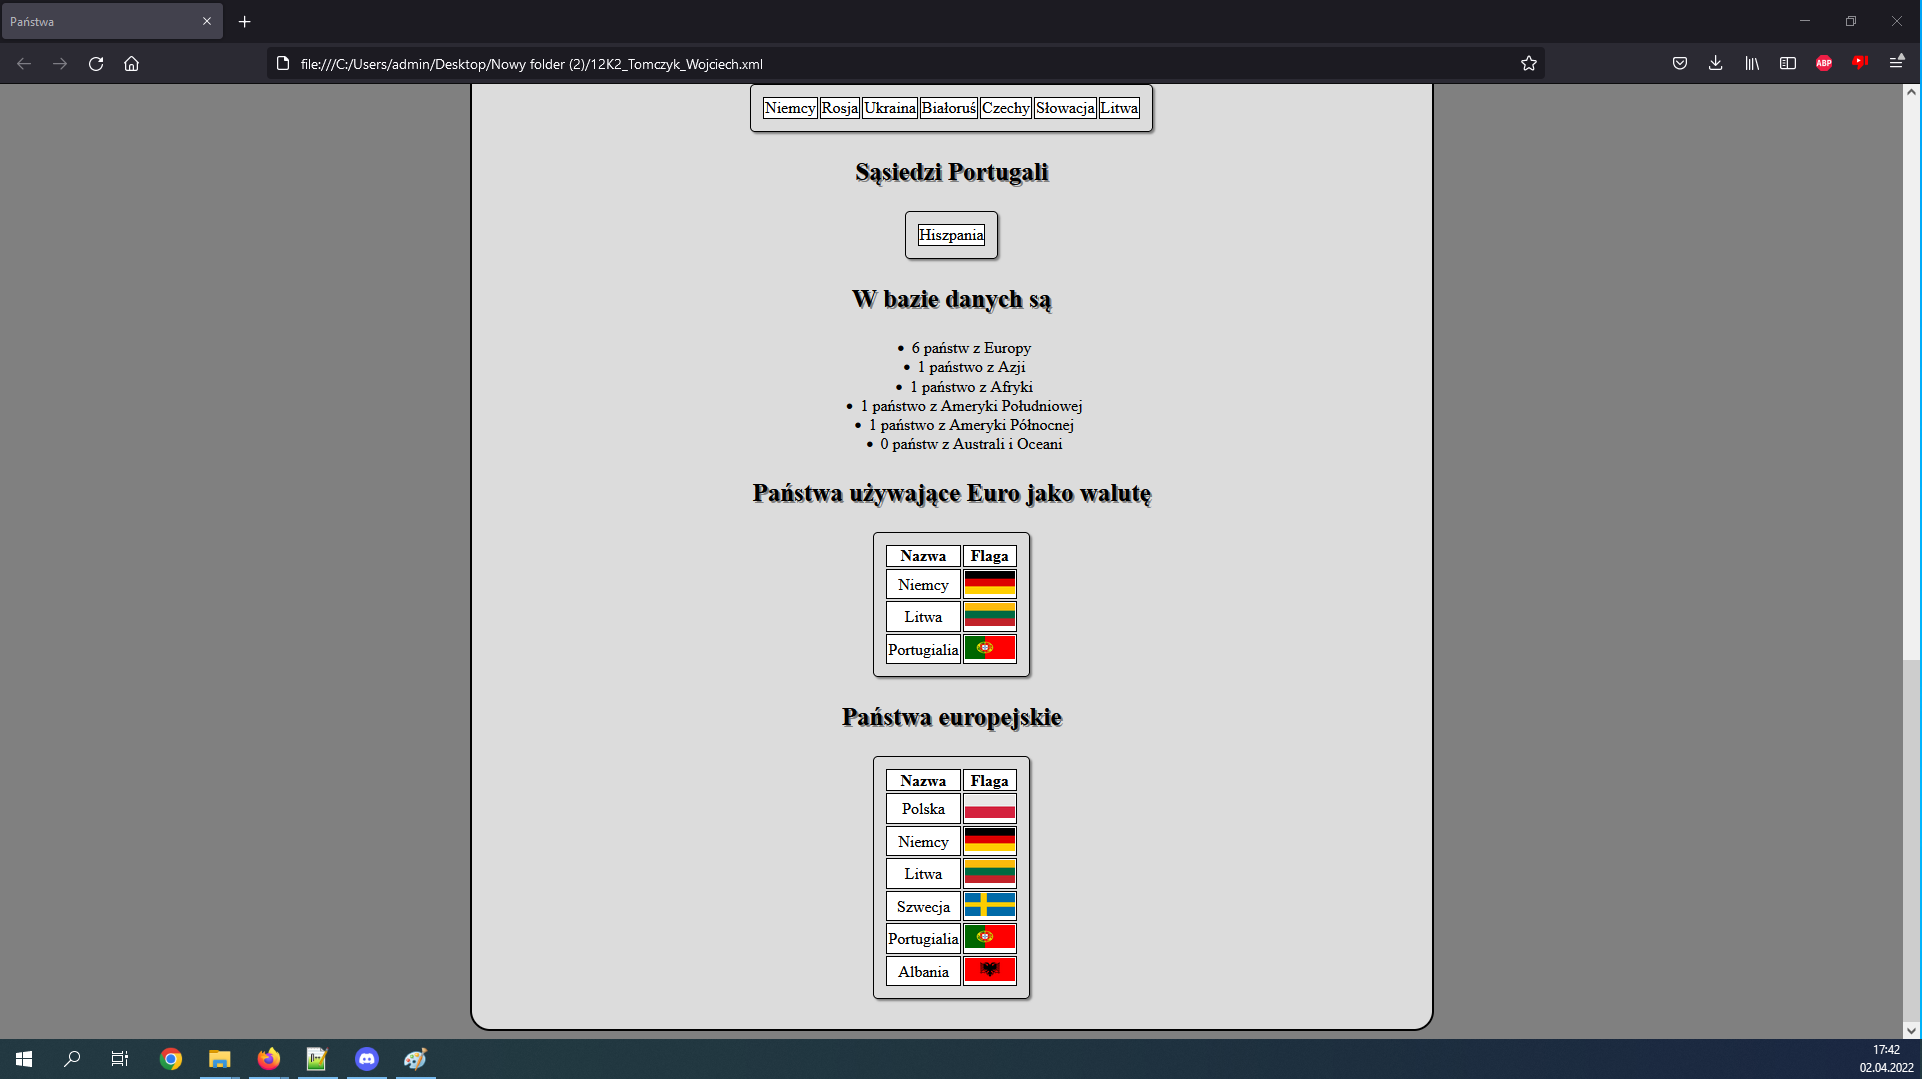 Państwa
file:///C:/Users/admin/Desktop/Nowy folder (2)/12K2_Tomczyk_Wojciech.xml
ABP
Niemcy Rosja Ukraina Białoruś Czechy Słowacja Litwa
Sąsiedzi Portugali
Hiszpania
W bazie danych są
• 6 państw z Europy
• 1 państwo z Azji
• 1 państwo z Afryki
• 1 państwo z Ameryki Południowej
• 1 państwo z Ameryki Północnej
• 0 państw z Australi i Oceani
Państwa używające Euro jako walutę
Nazwa Flaga
Niemcy
Litwa
Portugialia
Państwa europejskie
Nazwa Flaga
Polska
Niemcy
Litwa
Szwecja
Portugialia
Albania
17:42
02.04.2022